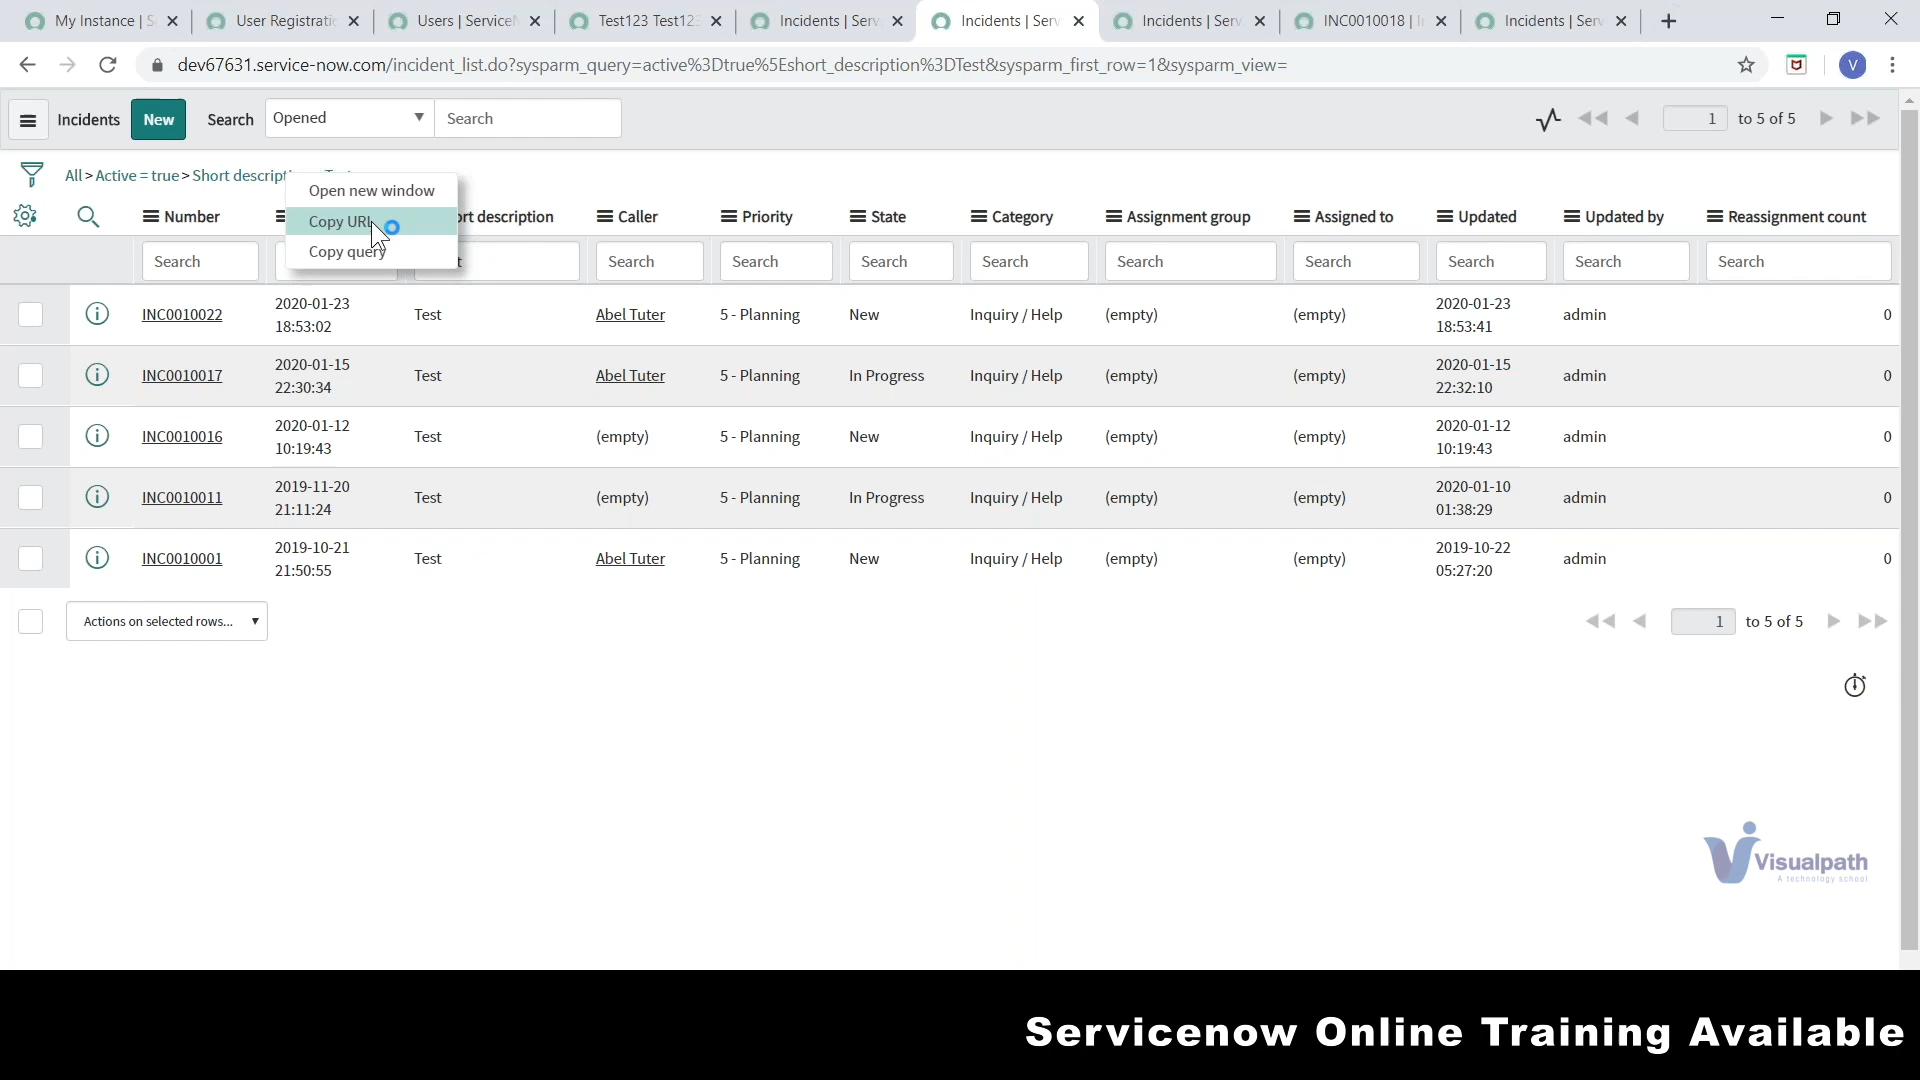 My Instance | S
User Registratio
Users | ServiceN
Test123 Test123
Incidents | Serv
Incidents | Serv
Incidents | Serv
INC0010018 | I
Incidents | Serv
dev67631.service-now.com/incident_list.do?sysparm_query=active%3Dtrue%5Eshort_description%3DTest&sysparm_first_row=1&sysparm_view=
V
Incidents New Search Opened Search 1 to 5 of 5
All > Active = true > Short descripti
Open new window
Copy URL
Copy query
Number ort description Caller Priority State Category Assignment group Assigned to Updated Updated by Reassignment count
Search Search Search Search Search Search Search Search Search Search
INC0010022 2020-01-23 18:53:02 Test Abel Tuter 5 - Planning New Inquiry / Help (empty) (empty) 2020-01-23 18:53:41 admin 0
INC0010017 2020-01-15 22:30:34 Test Abel Tuter 5 - Planning In Progress Inquiry / Help (empty) (empty) 2020-01-15 22:32:10 admin 0
INC0010016 2020-01-12 10:19:43 Test (empty) 5 - Planning New Inquiry / Help (empty) (empty) 2020-01-12 10:19:43 admin 0
INC0010011 2019-11-20 21:11:24 Test (empty) 5 - Planning In Progress Inquiry / Help (empty) (empty) 2020-01-10 01:38:29 admin 0
INC0010001 2019-10-21 21:50:55 Test Abel Tuter 5 - Planning New Inquiry / Help (empty) (empty) 2019-10-22 05:27:20 admin 0
Actions on selected rows... 1 to 5 of 5
Visualpath
A technology school
Servicenow Online Training Available